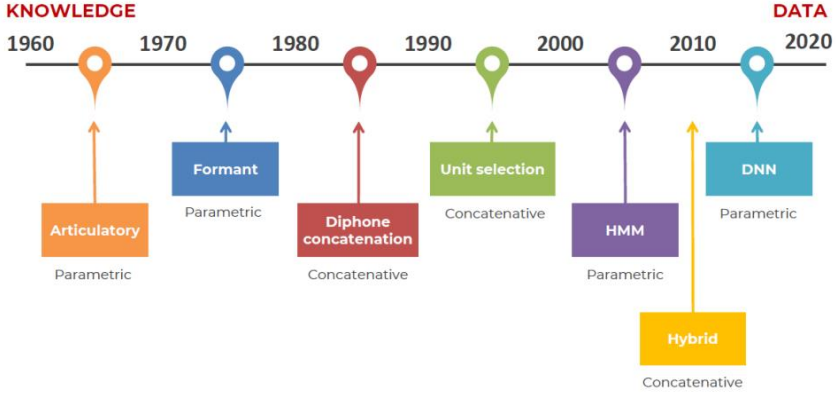 KNOWLEDGE
DATA
1960
1970
1980
1990
2000
2010
2020
Formant
Parametric
Unit selection
Concatenative
DNN
Parametric
Articulatory
Parametric
Diphone
concatenation
Concatenative
HMM
Parametric
Hybrid
Concatenative